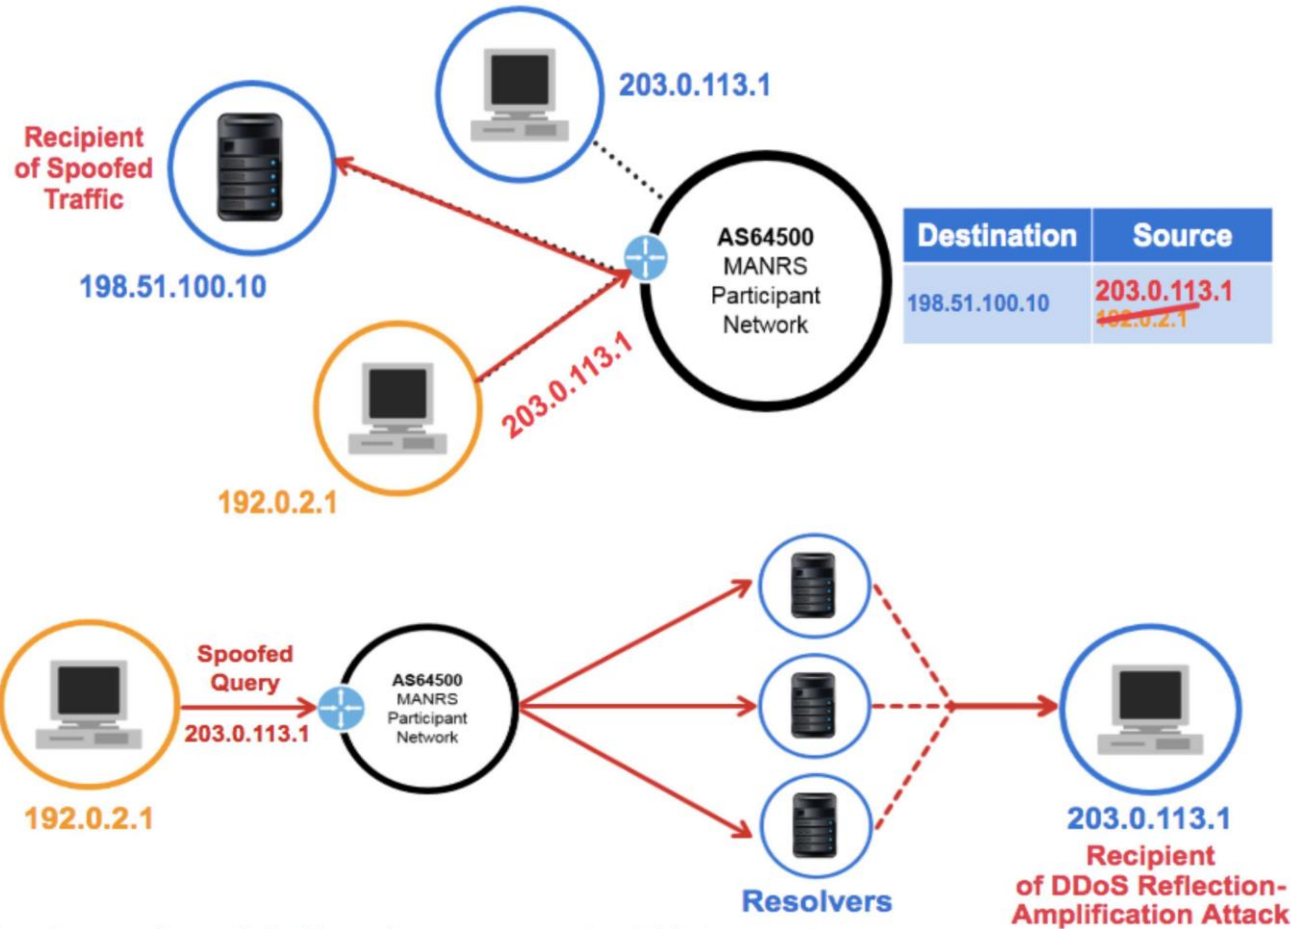 203.0.113.1
Recipient
of Spoofed
Traffic
198.51.100.10
AS64500
MANRS
Participant
Network
Destination Source
198.51.100.10 203.0.113.1
192.0.2.1
203.0.113.1
192.0.2.1
Spoofed
Query
203.0.113.1
192.0.2.1
AS64500
MANRS
Participant
Network
Resolvers
203.0.113.1
Recipient
of DDoS Reflection-
Amplification Attack